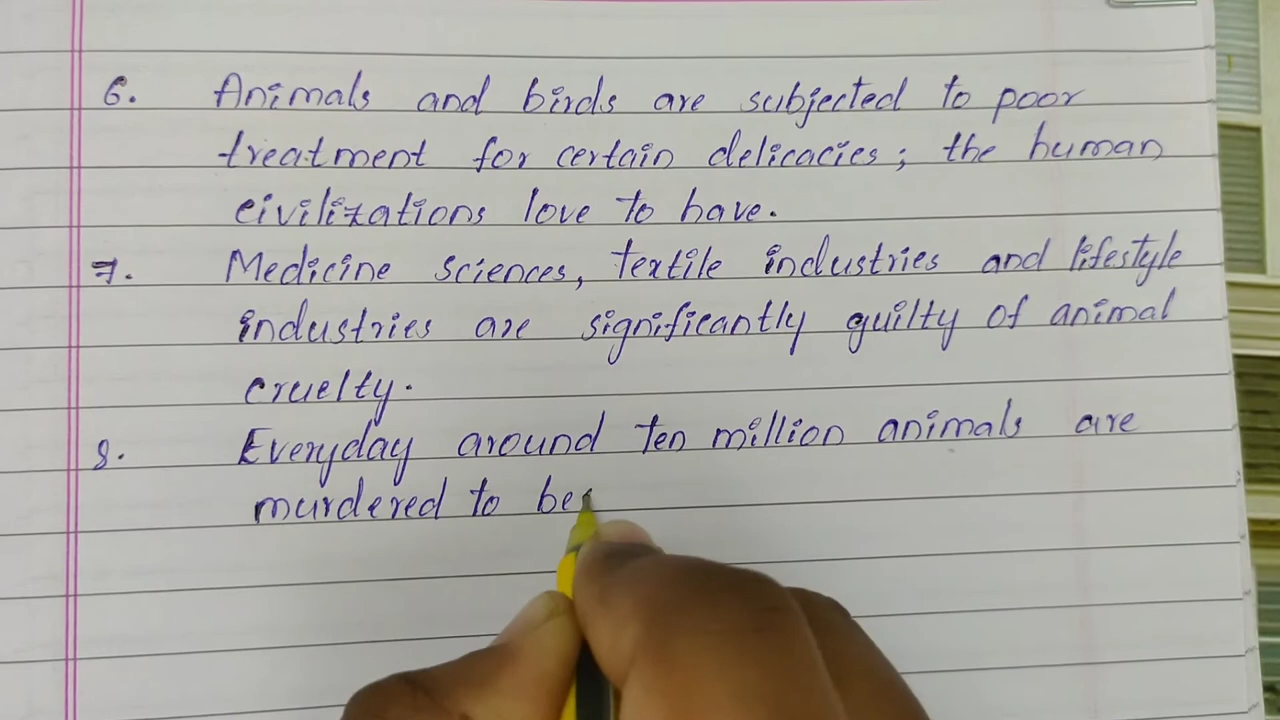 6. Animals and birds are subjected to poor
treatment for certain delicacies; the human
civilizations love to have.
7. Medicine sciences, textile industries and lifestyle
industries are significantly guilty of animal
cruelty.
8. Everyday around ten million animals are
murdered to be